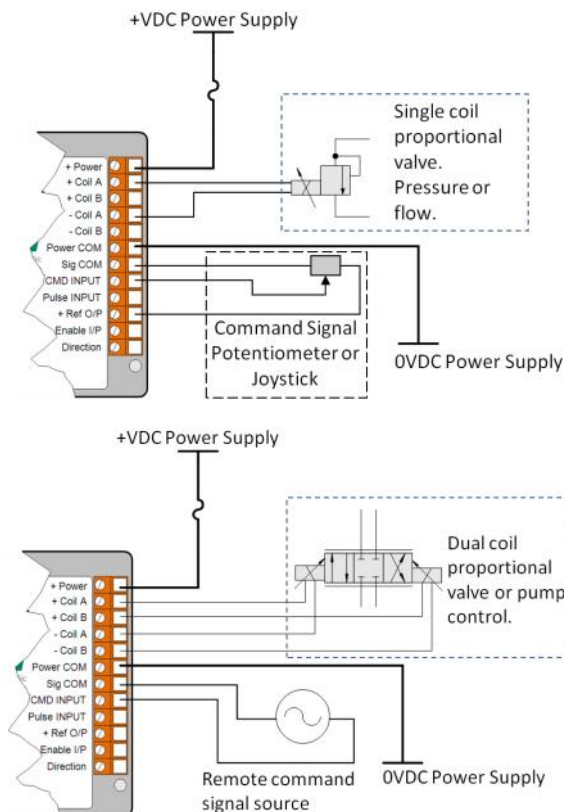 +VDC Power Supply
Single coil
proportional
valve.
Pressure or
flow.
+ Power
+ Coil A
+ Coil B
- Coil A
- Coil B
Power COM
Sig COM
CMD INPUT
Pulse INPUT
+ Ref O/P
Enable I/P
Direction
Command Signal
Potentiometer or
Joystick
0VDC Power Supply
+VDC Power Supply
Dual coil
proportional
valve or pump
control.
+ Power
+ Coil A
+ Coil B
- Coil A
- Coil B
Power COM
Sig COM
CMD INPUT
Pulse INPUT
+ Ref O/P
Enable I/P
Direction
Remote command
signal source
0VDC Power Supply